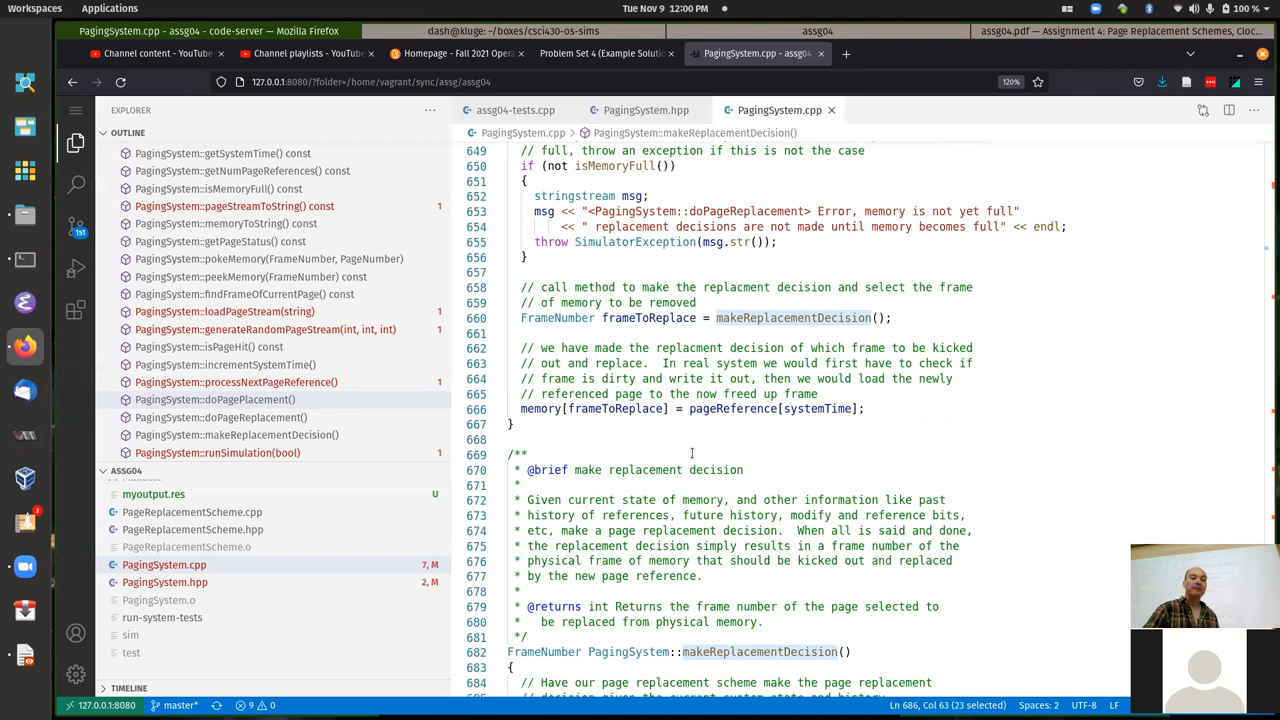 Workspaces
Applications
Tue Nov 9 12:00 PM
100 %
PagingSystem.cpp - assg04 - code-server — Mozilla Firefox
dash@kluge: ~/boxes/csci430-os-sims
assg04
assg04.pdf — Assignment 4: Page Replacement Schemes, Cloc...
Channel content - YouTube
Channel playlists - YouTube
Homepage - Fall 2021 Opera
Problem Set 4 (Example Solutio
PagingSystem.cpp - assg04
127.0.0.1:8080/?folder=/home/vagrant/sync/assg/assg04
120%
EXPLORER
assg04-tests.cpp
PagingSystem.hpp
PagingSystem.cpp
OUTLINE
PagingSystem.cpp > PagingSystem::makeReplacementDecision()
PagingSystem::getSystemTime() const
PagingSystem::getNumPageReferences() const
PagingSystem::isMemoryFull() const
PagingSystem::pageStreamToString() const 1
PagingSystem::memoryToString() const
PagingSystem::getPageStatus() const
PagingSystem::pokeMemory(FrameNumber, PageNumber)
PagingSystem::peekMemory(FrameNumber) const
PagingSystem::findFrameOfCurrentPage() const
PagingSystem::loadPageStream(string) 1
PagingSystem::generateRandomPageStream(int, int, int) 1
PagingSystem::isPageHit() const
PagingSystem::incrementSystemTime()
PagingSystem::processNextPageReference() 1
PagingSystem::doPagePlacement()
PagingSystem::doPageReplacement()
PagingSystem::makeReplacementDecision()
PagingSystem::runSimulation(bool) 1
ASSG04
myoutput.res U
PageReplacementScheme.cpp
PageReplacementScheme.hpp
PageReplacementScheme.o
PagingSystem.cpp 7, M
PagingSystem.hpp 2, M
PagingSystem.o
run-system-tests
sim
test
TIMELINE
151
2
649 // full, throw an exception if this is not the case
650 if (not isMemoryFull())
651 {
652 stringstream msg;
653 msg << "<PagingSystem::doPageReplacement> Error, memory is not yet full"
654 << " replacement decisions are not made until memory becomes full" << endl;
655 throw SimulatorException(msg.str());
656 }
657
658 // call method to make the replacment decision and select the frame
659 // of memory to be removed
660 FrameNumber frameToReplace = makeReplacementDecision();
661
662 // we have made the replacment decision of which frame to be kicked
663 // out and replace. In real system we would first have to check if
664 // frame is dirty and write it out, then we would load the newly
665 // referenced page to the now freed up frame
666 memory[frameToReplace] = pageReference[systemTime];
667 }
668
669 /**
670 * @brief make replacement decision
671 *
672 * Given current state of memory, and other information like past
673 * history of references, future history, modify and reference bits,
674 * etc, make a page replacement decision. When all is said and done,
675 * the replacement decision simply results in a frame number of the
676 * physical frame of memory that should be kicked out and replaced
677 * by the new page reference.
678 *
679 * @returns int Returns the frame number of the page selected to
680 * be replaced from physical memory.
681 */
682 FrameNumber PagingSystem::makeReplacementDecision()
683 {
684 // Have our page replacement scheme make the page replacement
127.0.0.1:8080
master*
9
0
Ln 686, Col 63 (23 selected)
Spaces: 2
UTF-8
LF
C++